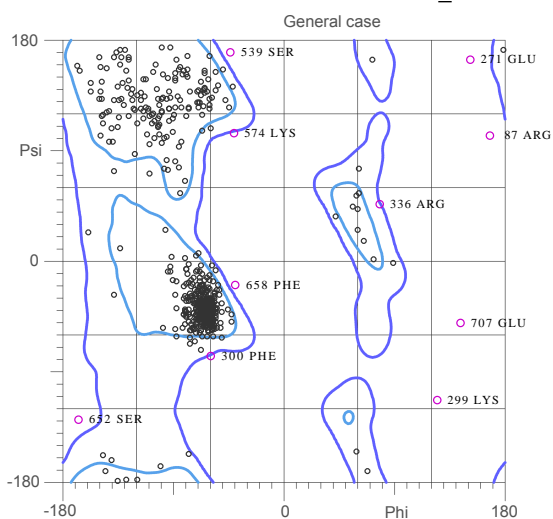 General case
180
539 SER
271 GLU
574 LYS
87 ARG
Psi
336 ARG
0
658 PHE
707 GLU
300 PHE
299 LYS
652 SER
-180
-180
0
Phi
180